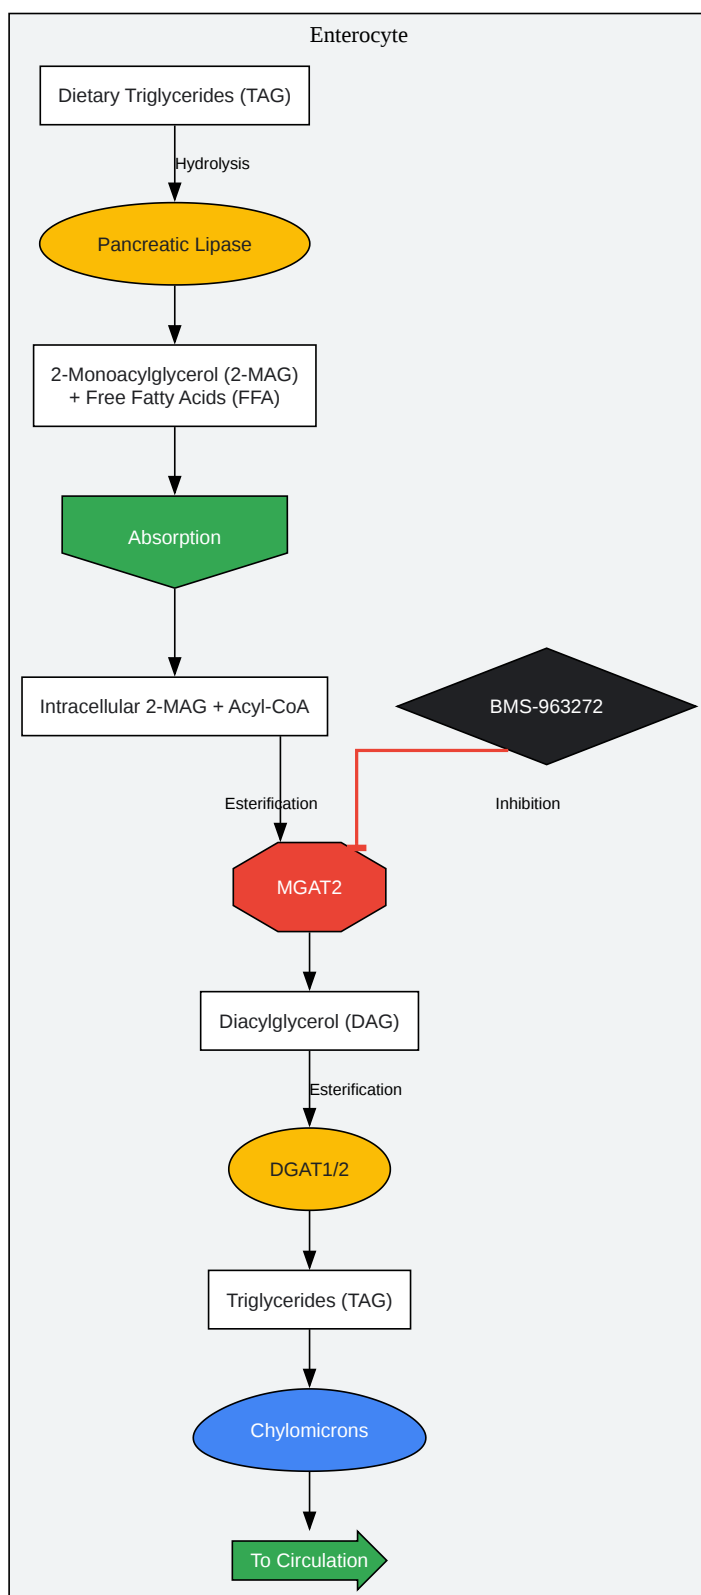 Enterocyte
Dietary Triglycerides (TAG)
Hydrolysis
Pancreatic Lipase
2-Monoacylglycerol (2-MAG)
+ Free Fatty Acids (FFA)
Absorption
Intracellular 2-MAG + Acyl-CoA
BMS-963272
Esterification
Inhibition
MGAT2
Diacylglycerol (DAG)
Esterification
DGAT1/2
Triglycerides (TAG)
Chylomicrons
To Circulation